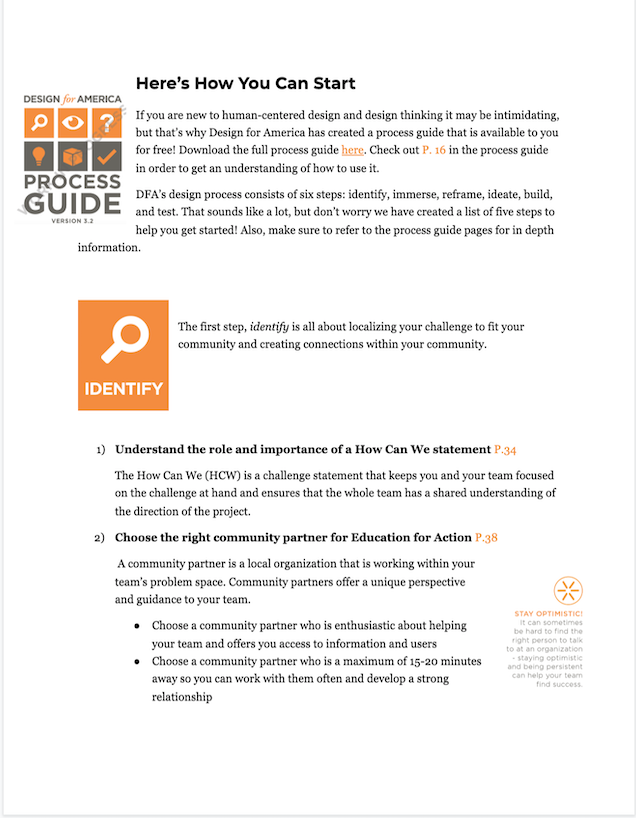 Here's How You Can Start
DESIGN for AMERICA
PROCESS
GUIDE
VERSION 3.2
If you are new to human-centered design and design thinking it may be intimidating,
but that's why Design for America has created a process guide that is available to you
for free! Download the full process guide here. Check out P. 16 in the process guide
in order to get an understanding of how to use it.
DFA's design process consists of six steps: identify, immerse, reframe, ideate, build,
and test. That sounds like a lot, but don't worry we have created a list of five steps to
help you get started! Also, make sure to refer to the process guide pages for in depth
information.
IDENTIFY
The first step, identify is all about localizing your challenge to fit your
community and creating connections within your community.
1) Understand the role and importance of a How Can We statement P.34
The How Can We (HCW) is a challenge statement that keeps you and your team focused
on the challenge at hand and ensures that the whole team has a shared understanding of
the direction of the project.
2) Choose the right community partner for Education for Action P.38
A community partner is a local organization that is working within your
team's problem space. Community partners offer a unique perspective
and guidance to your team.
● Choose a community partner who is enthusiastic about helping
your team and offers you access to information and users
● Choose a community partner who is a maximum of 15-20 minutes
away so you can work with them often and develop a strong
relationship
STAY OPTIMISTIC!
It can sometimes
be hard to find the
right person to talk
to at an organization
- staying optimistic
and being persistent
can help your team
find success.